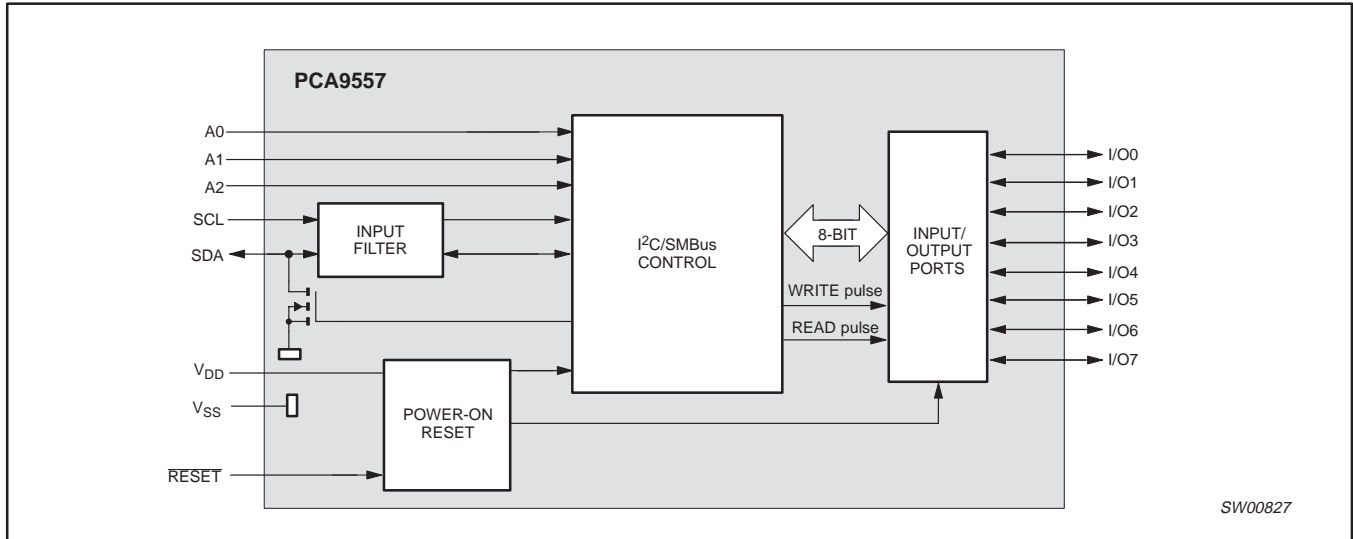 PCA9557
A0
A1
A2
SCL
SDA
INPUT
FILTER
I²C/SMBus
CONTROL
8-BIT
WRITE pulse
READ pulse
INPUT/
OUTPUT
PORTS
I/O0
I/O1
I/O2
I/O3
I/O4
I/O5
I/O6
I/O7
VDD
VSS
RESET
POWER-ON
RESET
SW00827